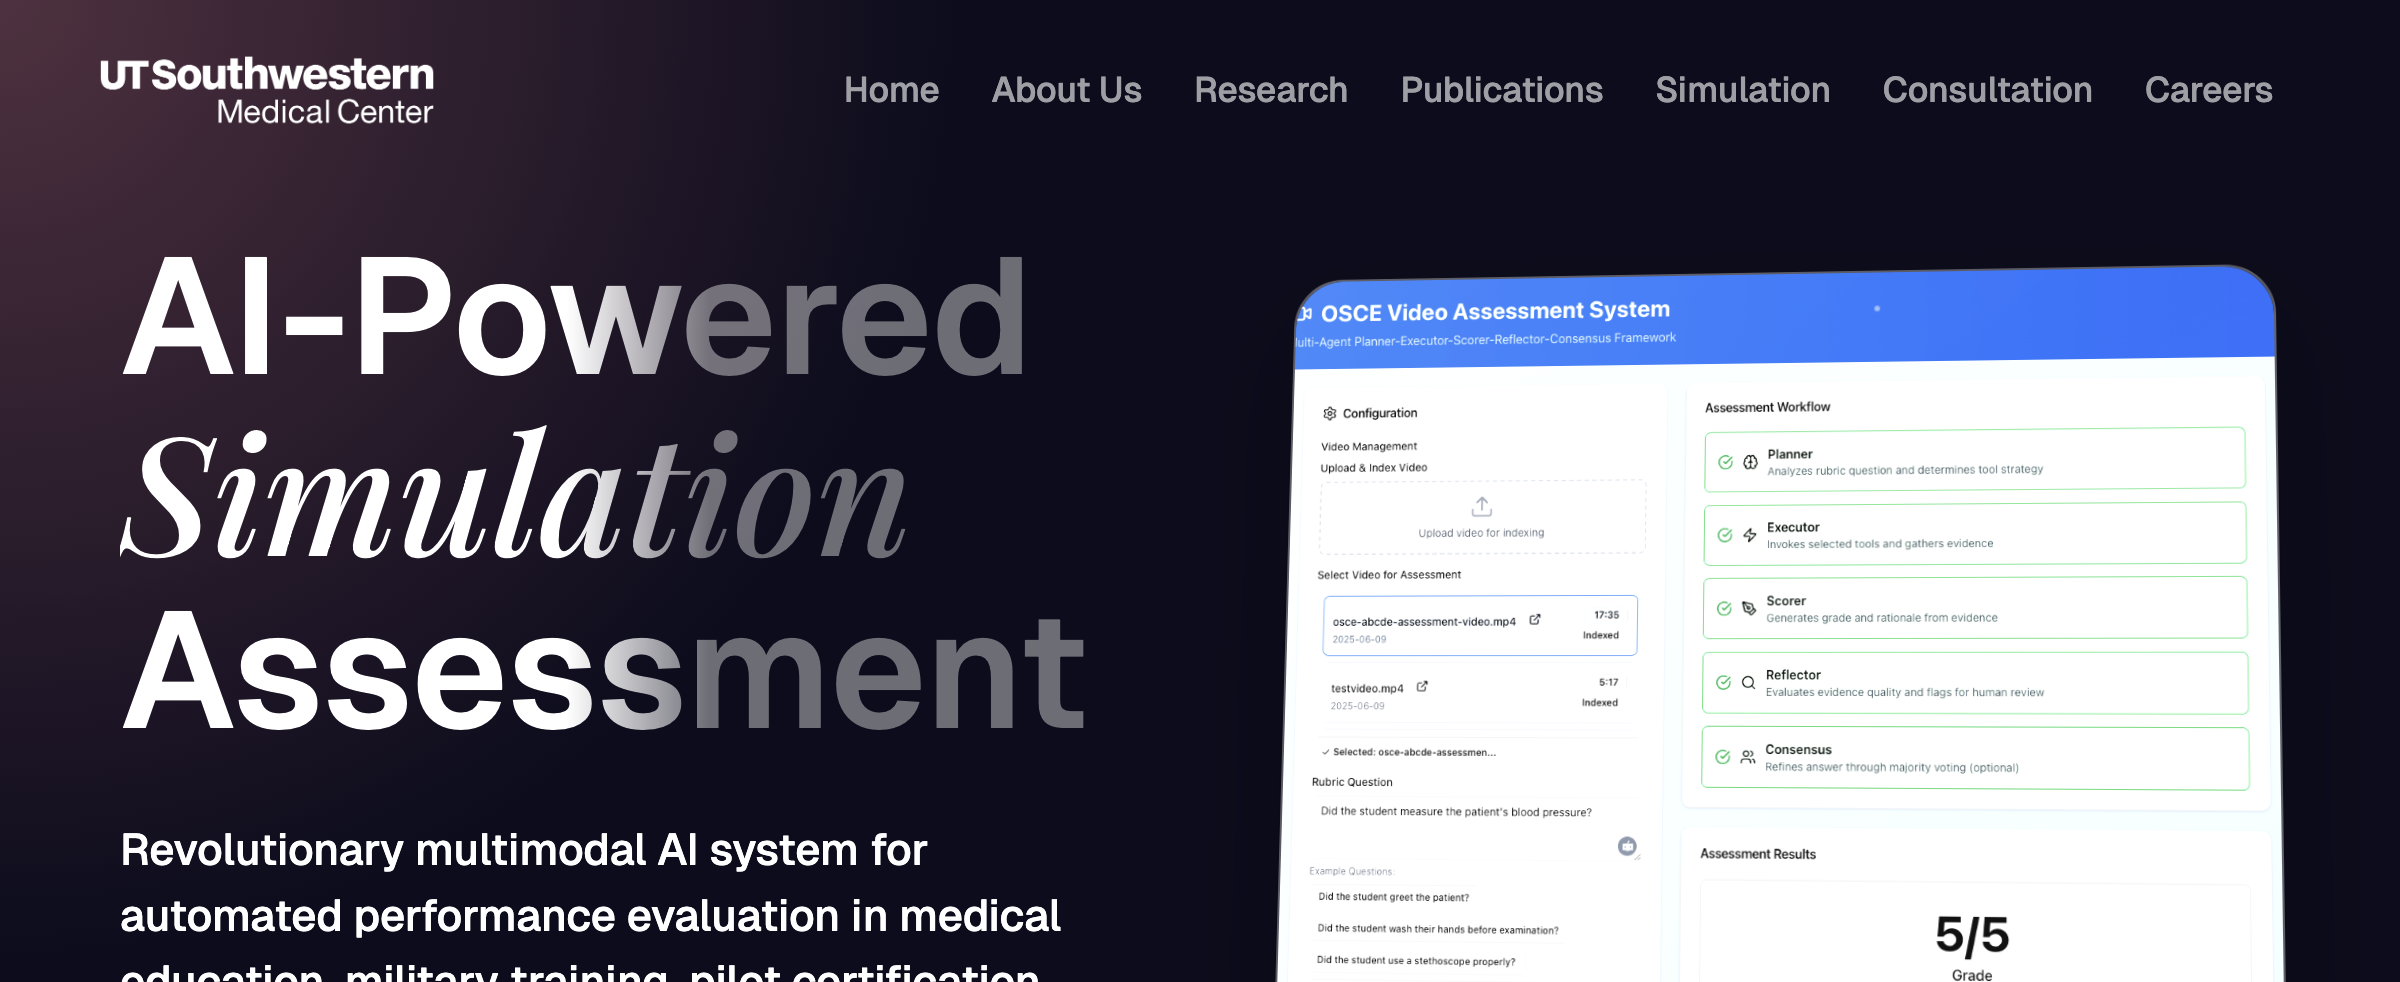 UT Southwestern
Medical Center
Home About Us Research Publications Simulation Consultation Careers
AI-Powered
Simulation
Assessment
Revolutionary multimodal AI system for
automated performance evaluation in medical
education, military training, pilot certification,
OSCE Video Assessment System
ulti-Agent Planner-Executor-Scorer-Reflector-Consensus Framework
Configuration
Video Management
Upload & Index Video
Upload video for indexing
Select Video for Assessment
osce-abcde-assessment-video.mp4 17:35
2025-06-09 Indexed
testvideo.mp4 5:17
2025-06-09 Indexed
✓ Selected: osce-abcde-assessmen...
Rubric Question
Did the student measure the patient's blood pressure?
Example Questions:
Did the student greet the patient?
Did the student wash their hands before examination?
Did the student use a stethoscope properly?
Assessment Workflow
Planner
Analyzes rubric question and determines tool strategy
Executor
Invokes selected tools and gathers evidence
Scorer
Generates grade and rationale from evidence
Reflector
Evaluates evidence quality and flags for human review
Consensus
Refines answer through majority voting (optional)
Assessment Results
5/5
Grade